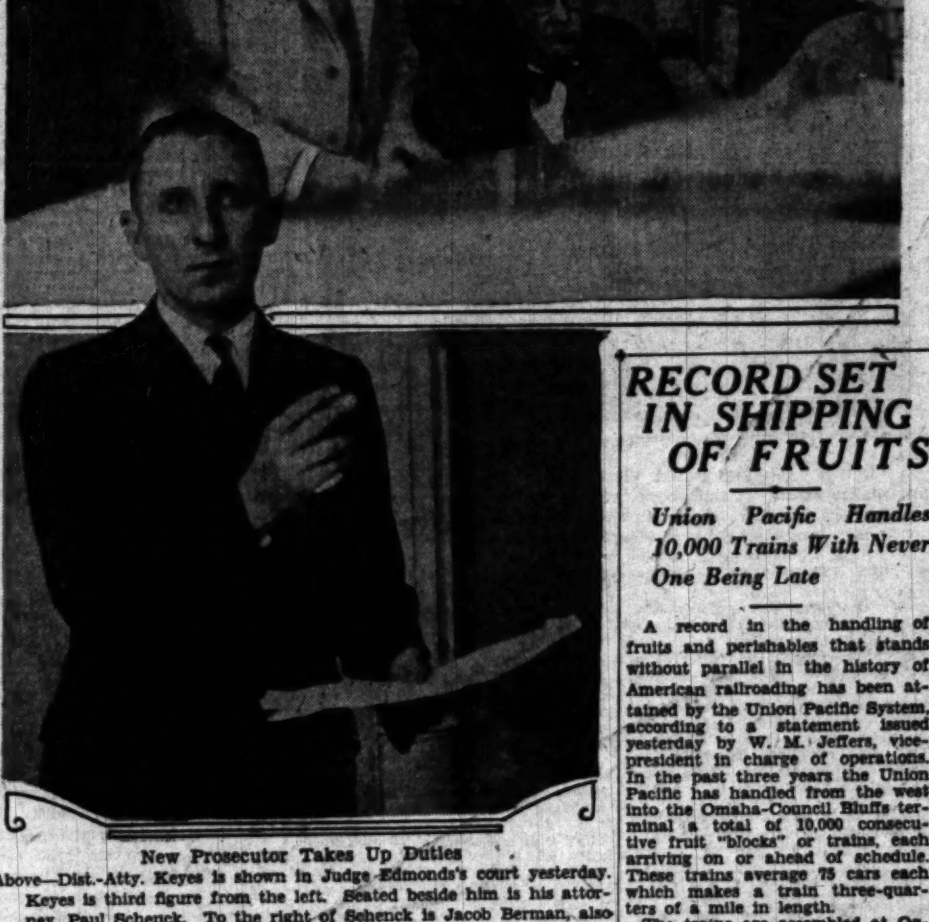 New Prosecutor Takes Up Duties
Above—Dist.-Atty. Keyes is shown in Judge Edmonds's court yesterday.
Keyes is third figure from the left. Seated beside him is his attor-
ney, Paul Schenck. To the right of Schenck is Jacob Berman, also
RECORD SET
IN SHIPPING
OF FRUITS
Union Pacific Handles
10,000 Trains With Never
One Being Late
A record in the handling of
fruits and perishables that stands
without parallel in the history of
American railroading has been at-
tained by the Union Pacific System,
according to a statement issued
yesterday by W. M. Jeffers, vice-
president in charge of operations.
In the past three years the Union
Pacific has handled from the west
into the Omaha-Council Bluffs ter-
minal a total of 10,000 consecu-
tive fruit "blocks" or trains, each
arriving on or ahead of schedule.
These trains average 75 cars each
which makes a train three-quar-
ters of a mile in length.